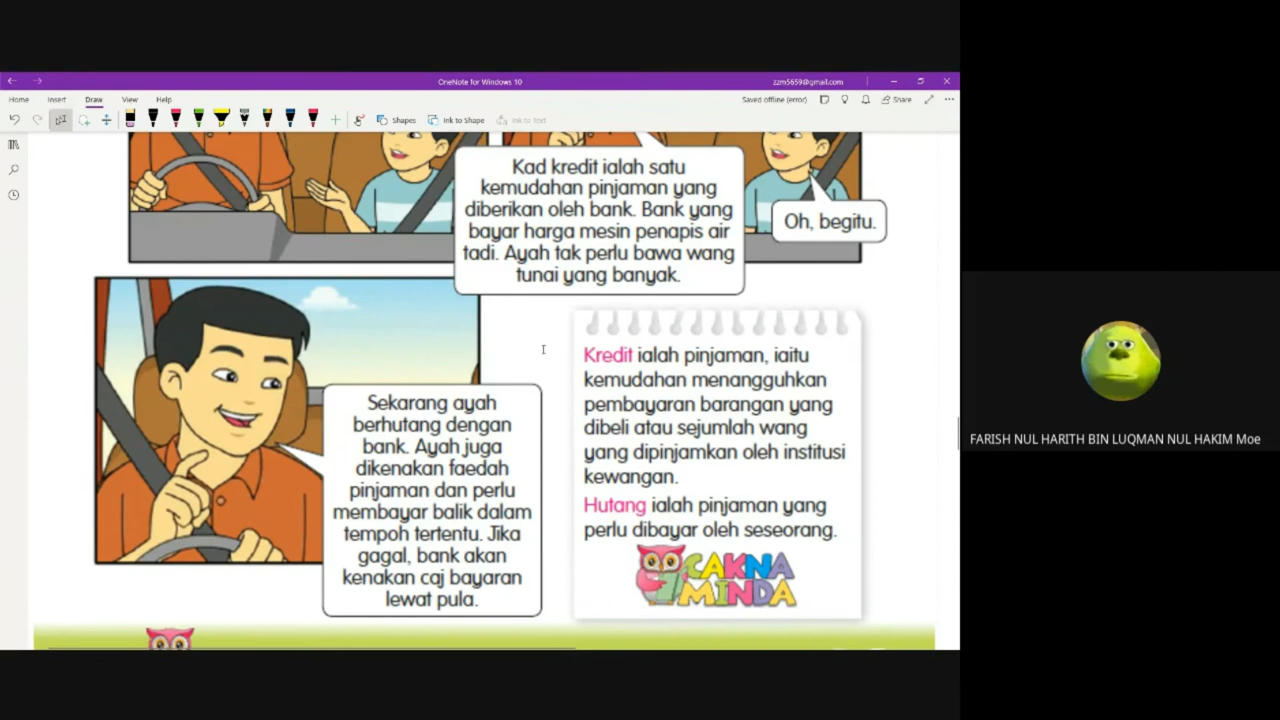 OneNote for Windows 10
zzm5659@gmail.com
Home Insert Draw View Help
Saved offline (error)
Share
Shapes
Ink to Shape
Ink to Text
Kad kredit ialah satu
kemudahan pinjaman yang
diberikan oleh bank. Bank yang
bayar harga mesin penapis air
tadi. Ayah tak perlu bawa wang
tunai yang banyak.
Oh, begitu.
Sekarang ayah
berhutang dengan
bank. Ayah juga
dikenakan faedah
pinjaman dan perlu
membayar balik dalam
tempoh tertentu. Jika
gagal, bank akan
kenakan caj bayaran
lewat pula.
Kredit ialah pinjaman, iaitu
kemudahan menangguhkan
pembayaran barangan yang
dibeli atau sejumlah wang
yang dipinjamkan oleh institusi
kewangan.
Hutang ialah pinjaman yang
perlu dibayar oleh seseorang.
CAKNA
MINDA
FARISH NUL HARITH BIN LUQMAN NUL HAKIM Moe